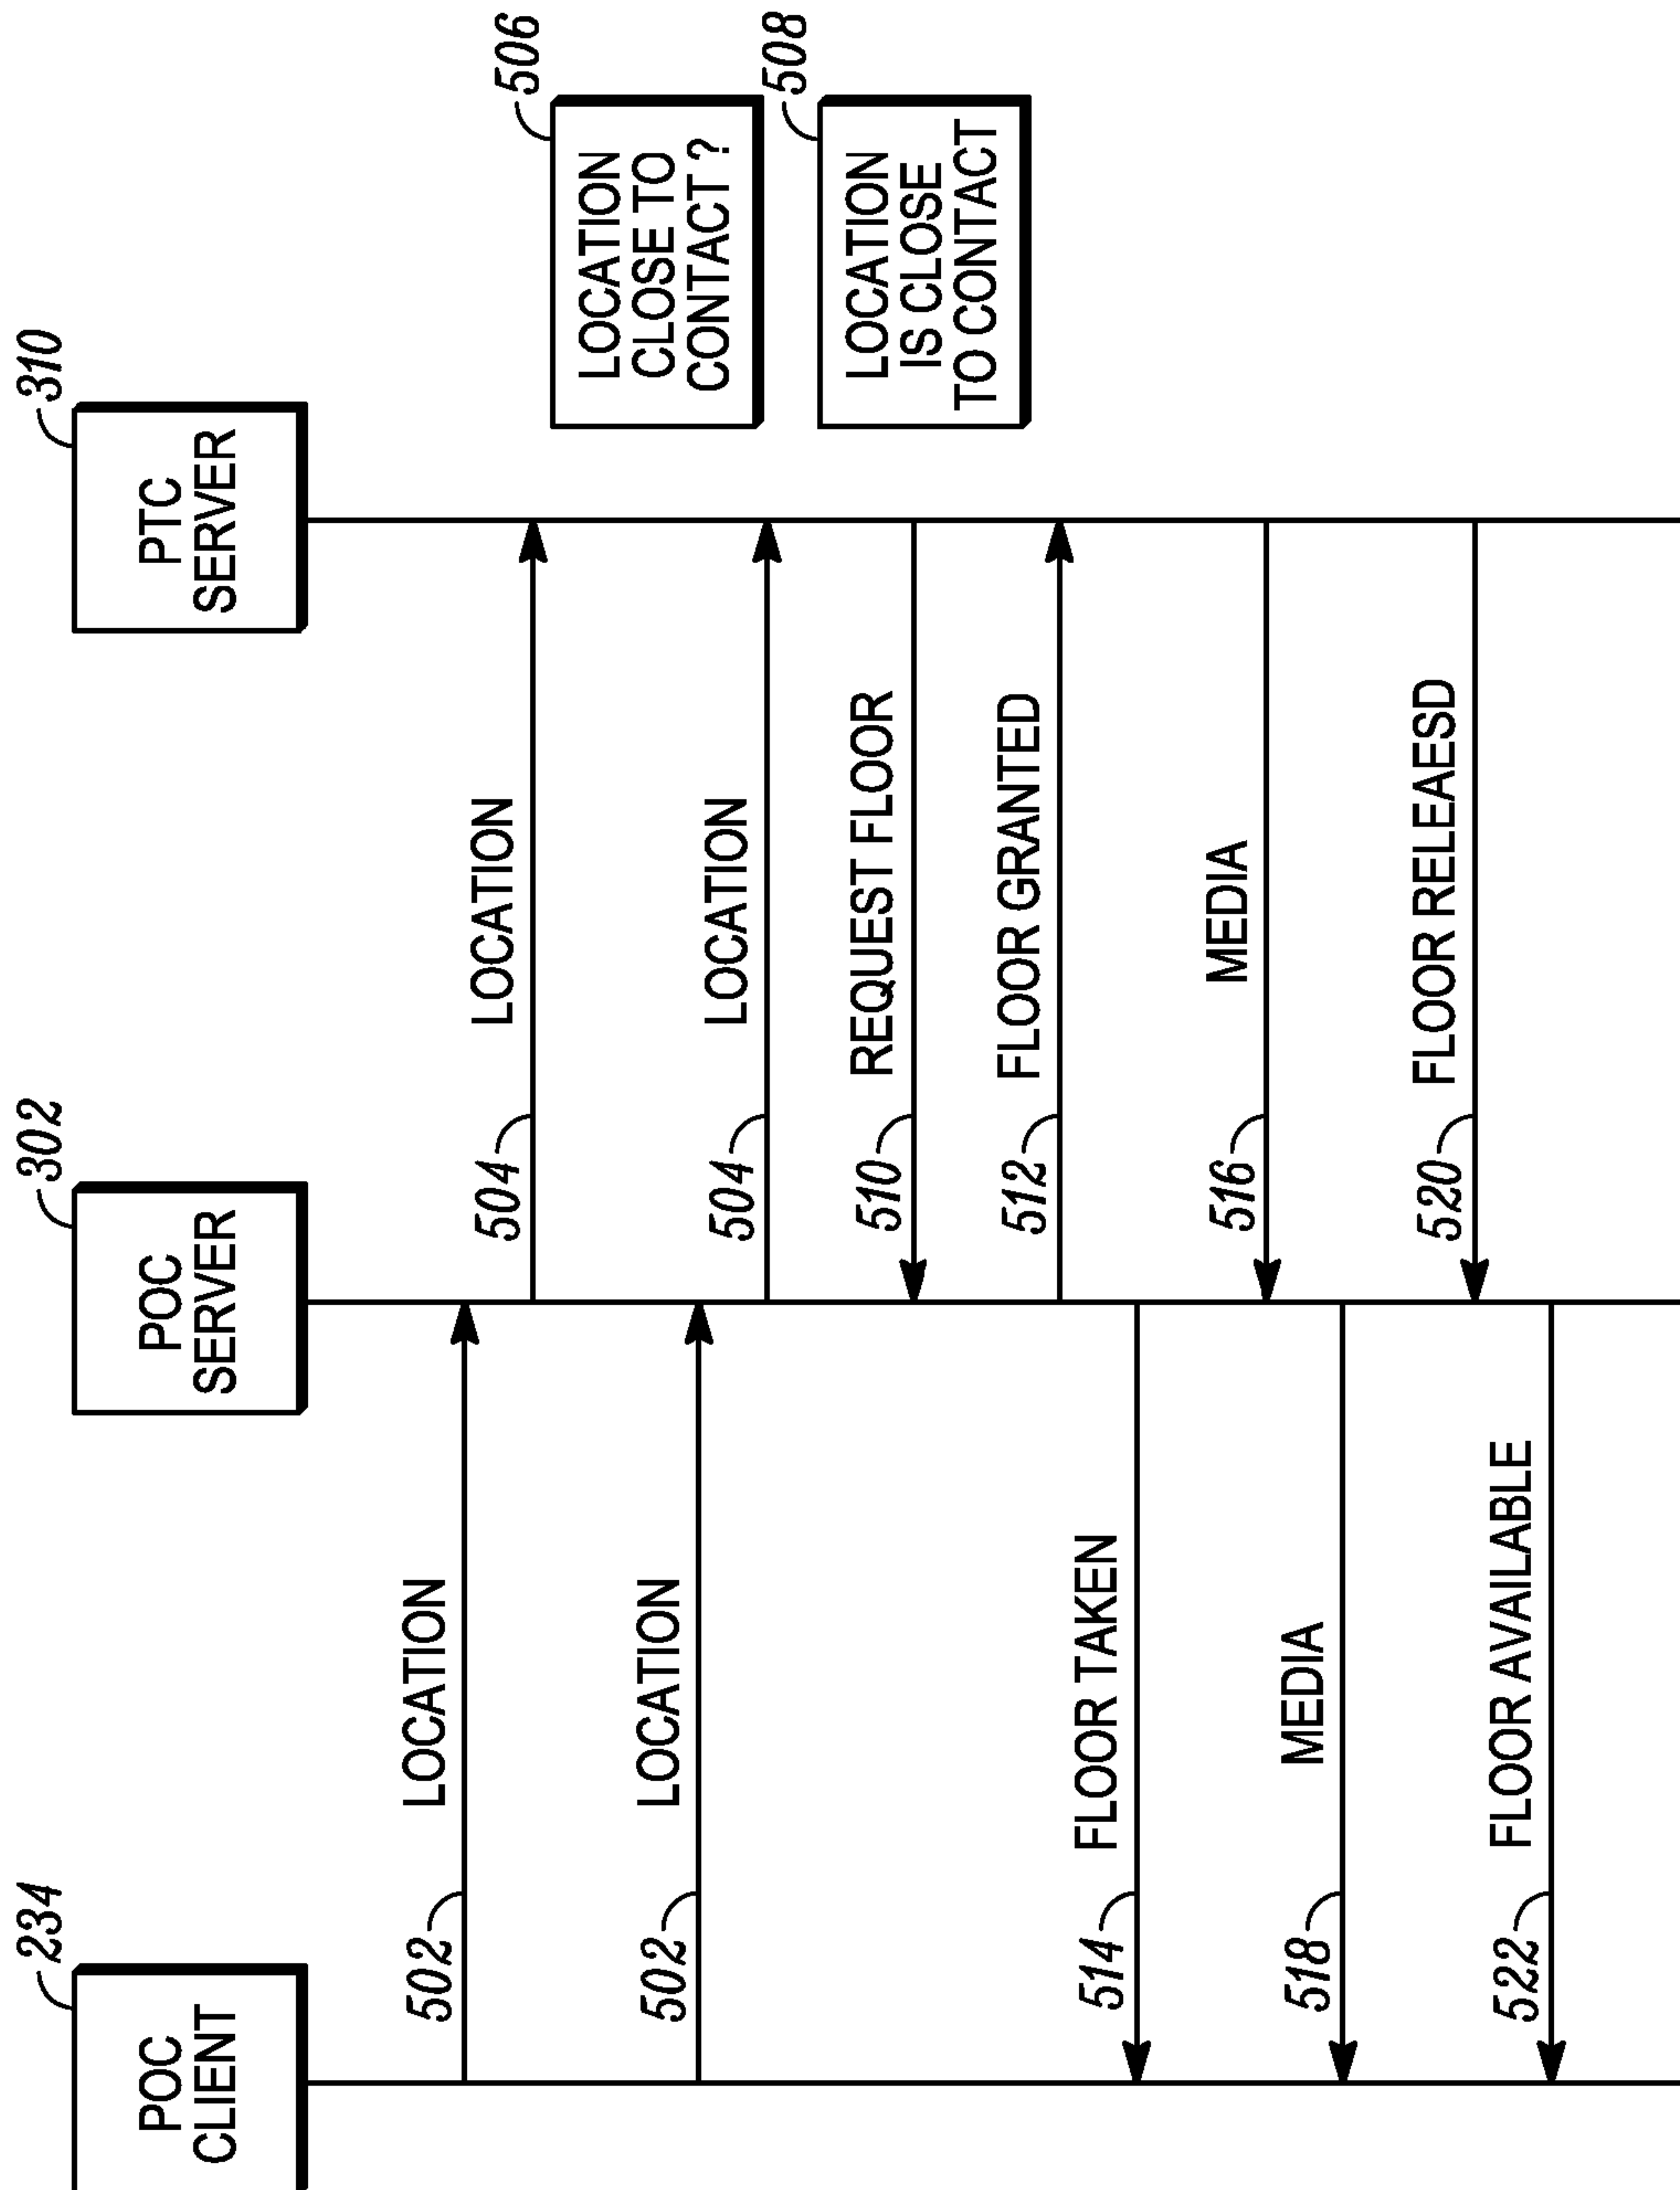 234
POC
CLIENT
302
POC
SERVER
310
PTC
SERVER
502
LOCATION
504
LOCATION
506
LOCATION
CLOSE TO
CONTACT ?
502
LOCATION
504
LOCATION
508
LOCATION
IS CLOSE
TO CONTACT
510
REQUEST FLOOR
512
FLOOR GRANTED
514
FLOOR TAKEN
516
MEDIA
518
MEDIA
520
FLOOR RELEAESD
522
FLOOR AVAILABLE